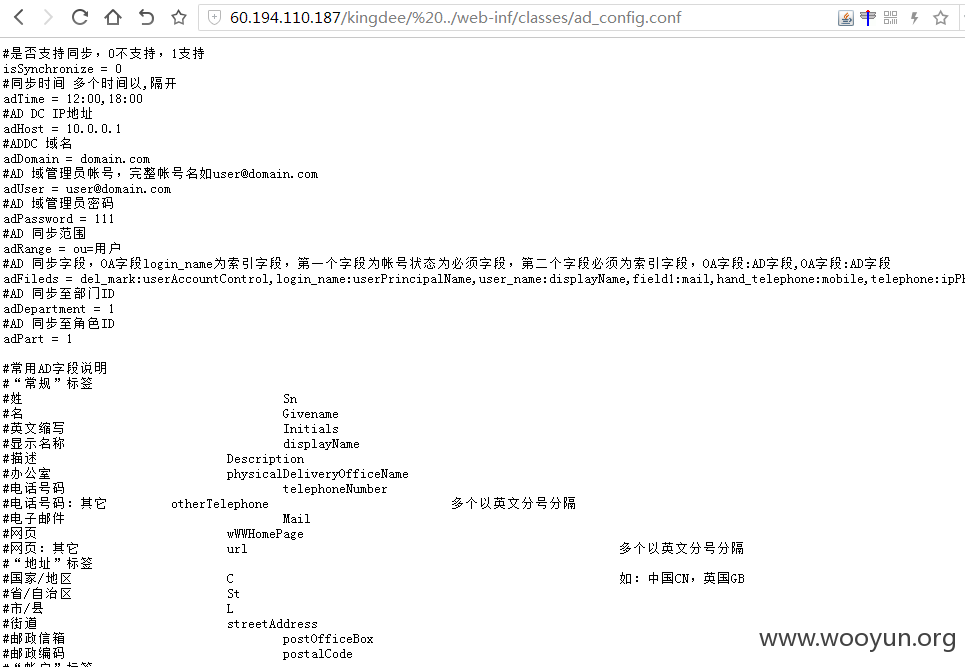 60.194.110.187/kingdee/%20../web-inf/classes/ad_config.conf
#是否支持同步，0不支持，1支持
isSynchronize = 0
#同步时间 多个时间以,隔开
adTime = 12:00,18:00
#AD DC IP地址
adHost = 10.0.0.1
#ADDC 域名
adDomain = domain.com
#AD 域管理员帐号，完整帐号名如user@domain.com
adUser = user@domain.com
#AD 域管理员密码
adPassword = 111
#AD 同步范围
adRange = ou=用户
#AD 同步字段，OA字段login_name为索引字段，第一个字段为帐号状态为必须字段，第二个字段必须为索引字段，OA字段:AD字段,OA字段:AD字段
adFileds = del_mark:userAccountControl,login_name:userPrincipalName,user_name:displayName,field1:mail,hand_telephone:mobile,telephone:ipPh
#AD 同步至部门ID
adDepartment = 1
#AD 同步至角色ID
adPart = 1
#常用AD字段说明
#“常规”标签
#姓 Sn
#名 Givename
#英文缩写 Initials
#显示名称 displayName
#描述 Description
#办公室 physicalDeliveryOfficeName
#电话号码 telephoneNumber
#电话号码：其它 otherTelephone 多个以英文分号分隔
#电子邮件 Mail
#网页 wWWHomePage
#网页：其它 url 多个以英文分号分隔
#“地址”标签
#国家/地区 C 如：中国CN，英国GB
#省/自治区 St
#市/县 L
#街道 streetAddress
#邮政信箱 postOfficeBox
#邮政编码 postalCode
#“帐户”标签
www.wooyun.org